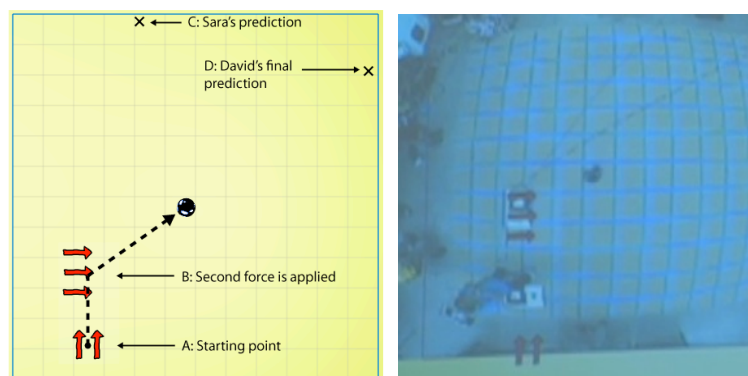 C: Sara's prediction
D: David's final
prediction
B: Second force is applied
A: Starting point